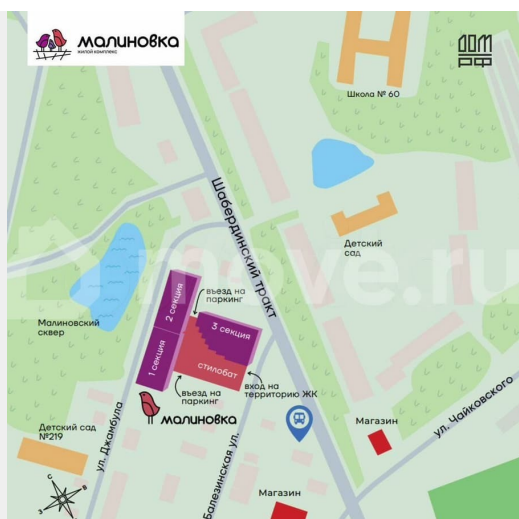 малиновка
жилой комплекс
ДОМ
РФ
Школа № 60
Шабердинский тракт
Детский
сад
move.ru
въезд на
паркинг
2 секция
3 секция
1 секция
стилобат
Малиновский
сквер
въезд на
паркинг
вход на
территорию ЖК
малиновка
Детский сад
№219
ул. Джамбула
Балезинская ул.
Магазин
ул. Чайковского
Магазин
С
В
З